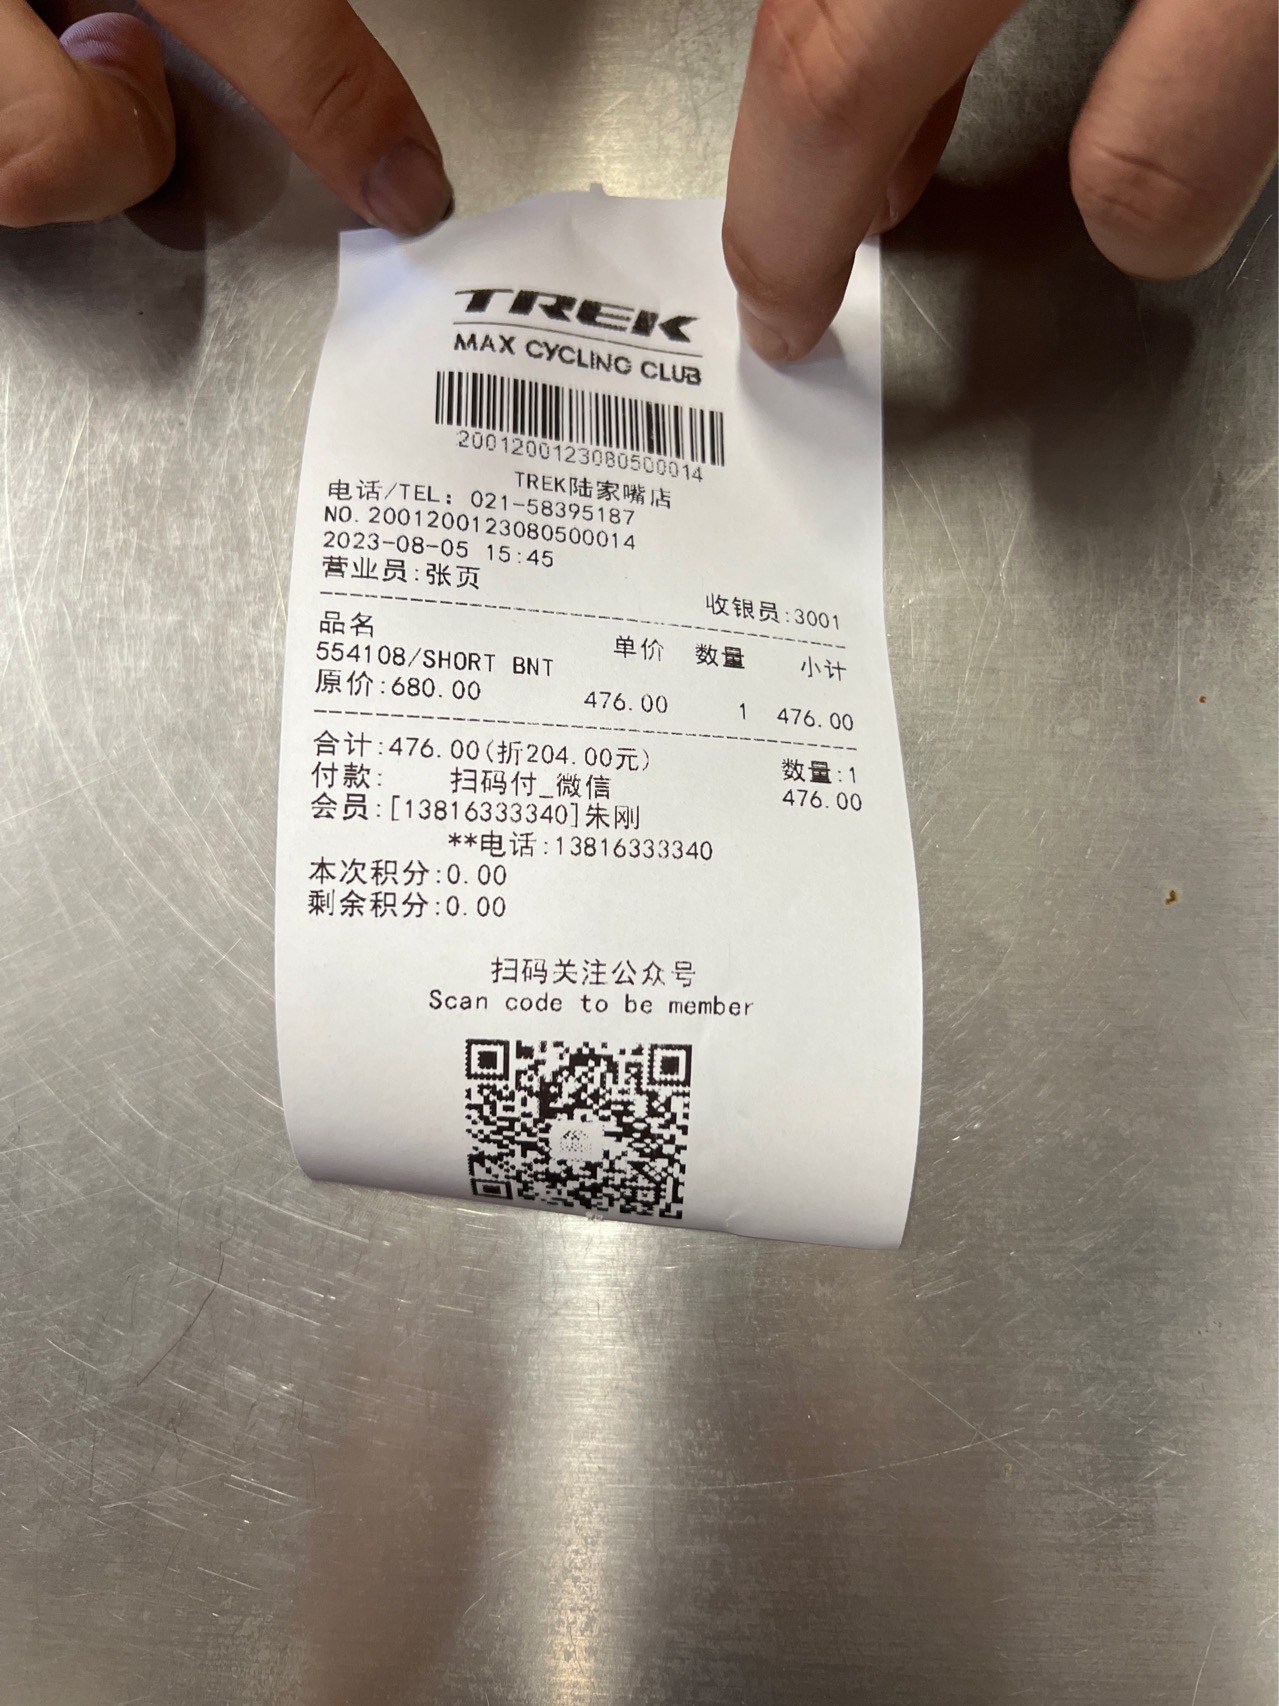 TREK
MAX CYCLING CLUB
2001200123080500014
TREK陆家嘴店
电话/TEL: 021-58395187
NO.2001200123080500014
2023-08-05 15:45
营业员:张页 收银员:3001
品名 单价 数量 小计
554108/SHORT BNT
原价:680.00 476.00 1 476.00
合计:476.00(折204.00元) 数量:1
付款: 扫码付_微信 476.00
会员:[13816333340]朱刚
**电话:13816333340
本次积分:0.00
剩余积分:0.00
扫码关注公众号
Scan code to be member